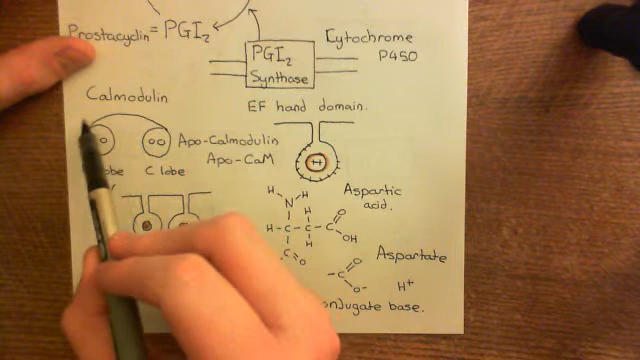 Prostacyclin = PGI₂
PGI₂
Synthase
Cytochrome
P450
Calmodulin
EF hand domain.
Apo-Calmodulin
Apo-CaM
C lobe
Aspartic
acid.
H H
N
H
H-C-C-C O
H OH
C O
Aspartate
-C O
O⁻
H⁺
base.